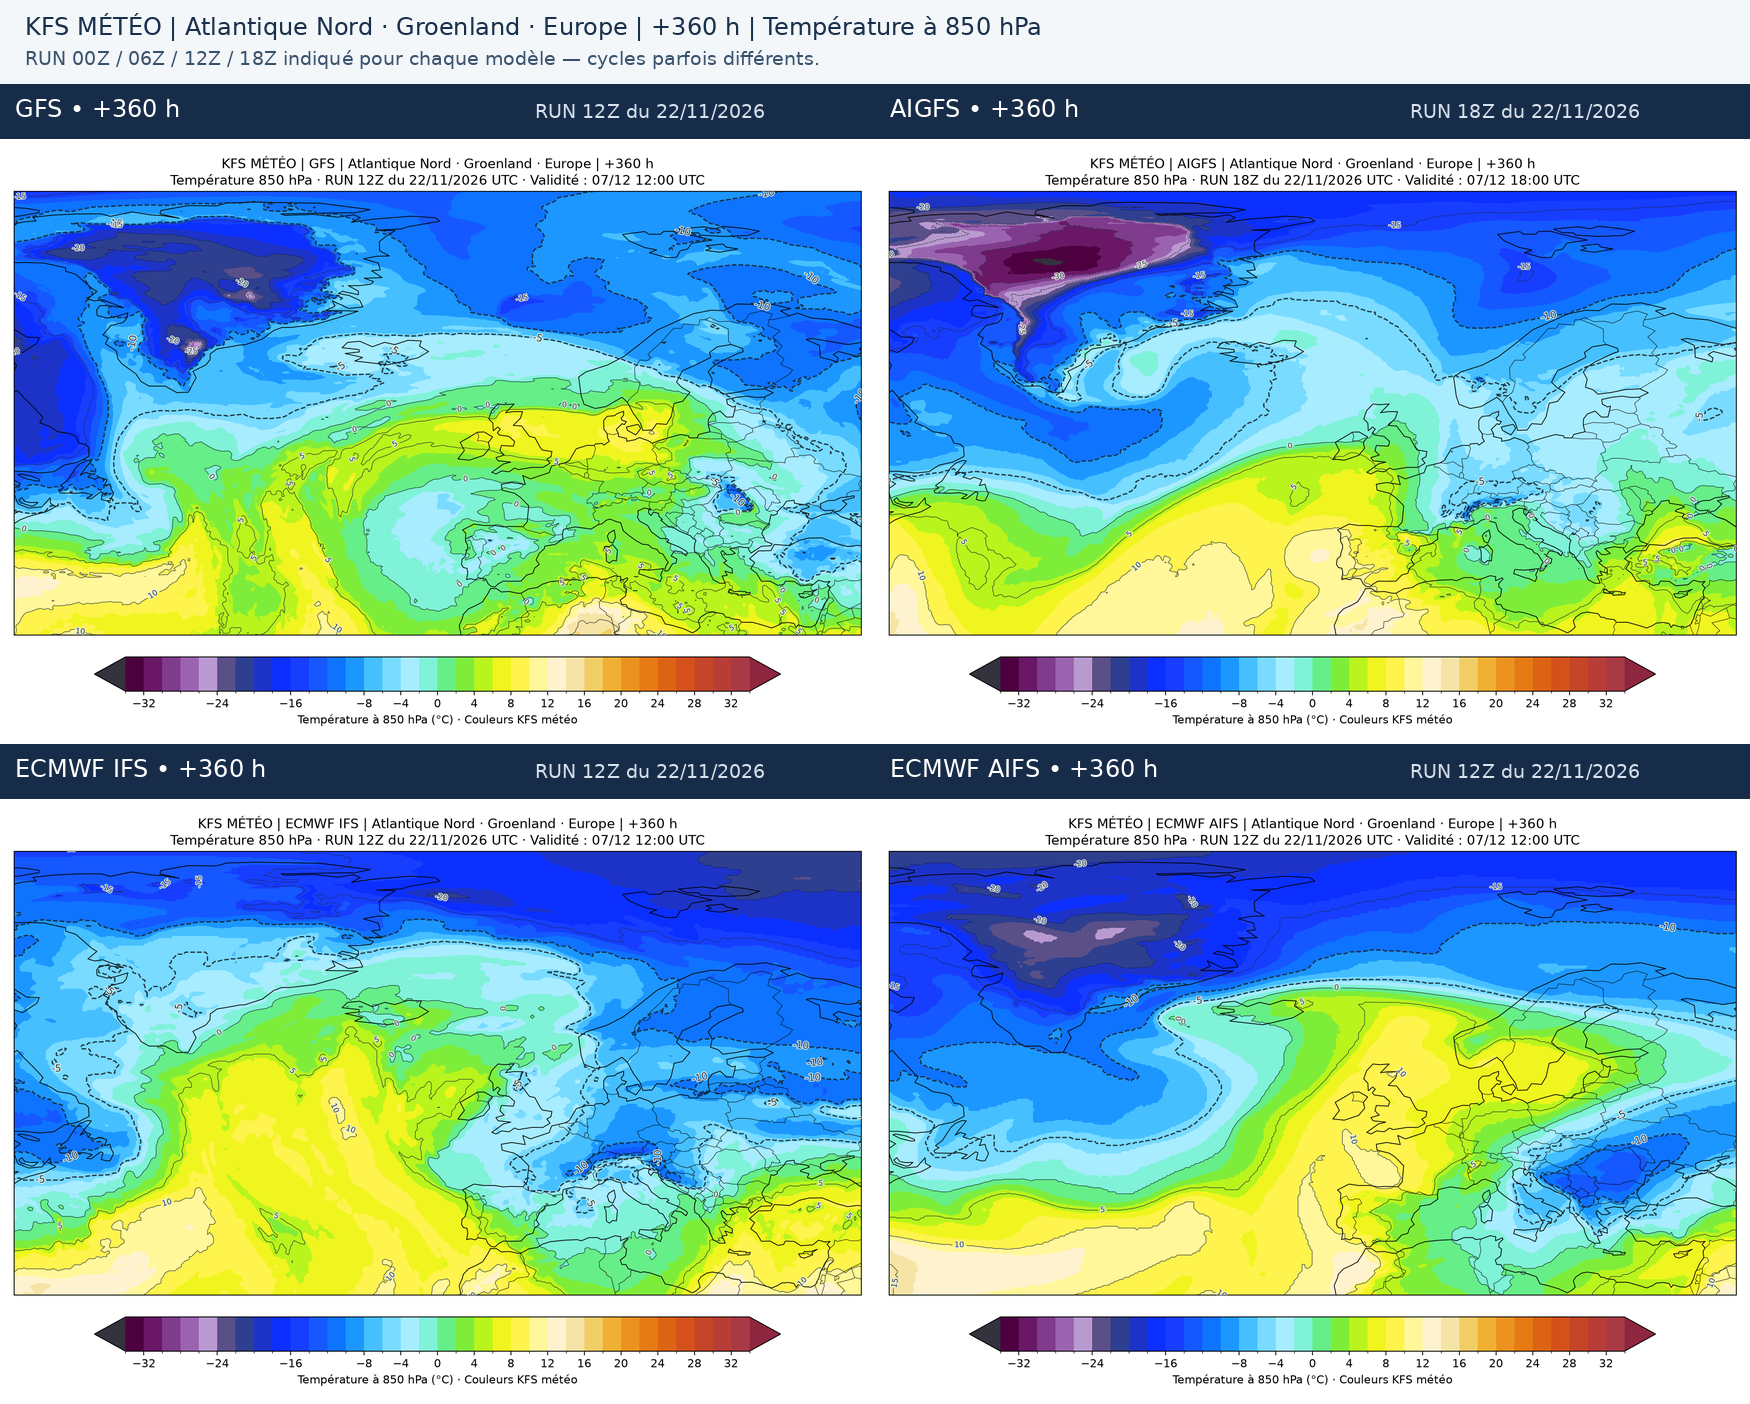 KFS MÉTÉO | Atlantique Nord · Groenland · Europe | +360 h | Température à 850 hPa
RUN 00Z / 06Z / 12Z / 18Z indiqué pour chaque modèle — cycles parfois différents.
GFS • +360 h
RUN 12Z du 22/11/2026
AIGFS • +360 h
RUN 18Z du 22/11/2026
KFS MÉTÉO | GFS | Atlantique Nord · Groenland · Europe | +360 h
Température 850 hPa · RUN 12Z du 22/11/2026 UTC · Validité : 07/12 12:00 UTC
KFS MÉTÉO | AIGFS | Atlantique Nord · Groenland · Europe | +360 h
Température 850 hPa · RUN 18Z du 22/11/2026 UTC · Validité : 07/12 18:00 UTC
−32 −24 −16 −8 −4 0 4 8 12 16 20 24 28 32
Température à 850 hPa (°C) · Couleurs KFS météo
−32 −24 −16 −8 −4 0 4 8 12 16 20 24 28 32
Température à 850 hPa (°C) · Couleurs KFS météo
ECMWF IFS • +360 h
RUN 12Z du 22/11/2026
ECMWF AIFS • +360 h
RUN 12Z du 22/11/2026
KFS MÉTÉO | ECMWF IFS | Atlantique Nord · Groenland · Europe | +360 h
Température 850 hPa · RUN 12Z du 22/11/2026 UTC · Validité : 07/12 12:00 UTC
KFS MÉTÉO | ECMWF AIFS | Atlantique Nord · Groenland · Europe | +360 h
Température 850 hPa · RUN 12Z du 22/11/2026 UTC · Validité : 07/12 12:00 UTC
−32 −24 −16 −8 −4 0 4 8 12 16 20 24 28 32
Température à 850 hPa (°C) · Couleurs KFS météo
−32 −24 −16 −8 −4 0 4 8 12 16 20 24 28 32
Température à 850 hPa (°C) · Couleurs KFS météo